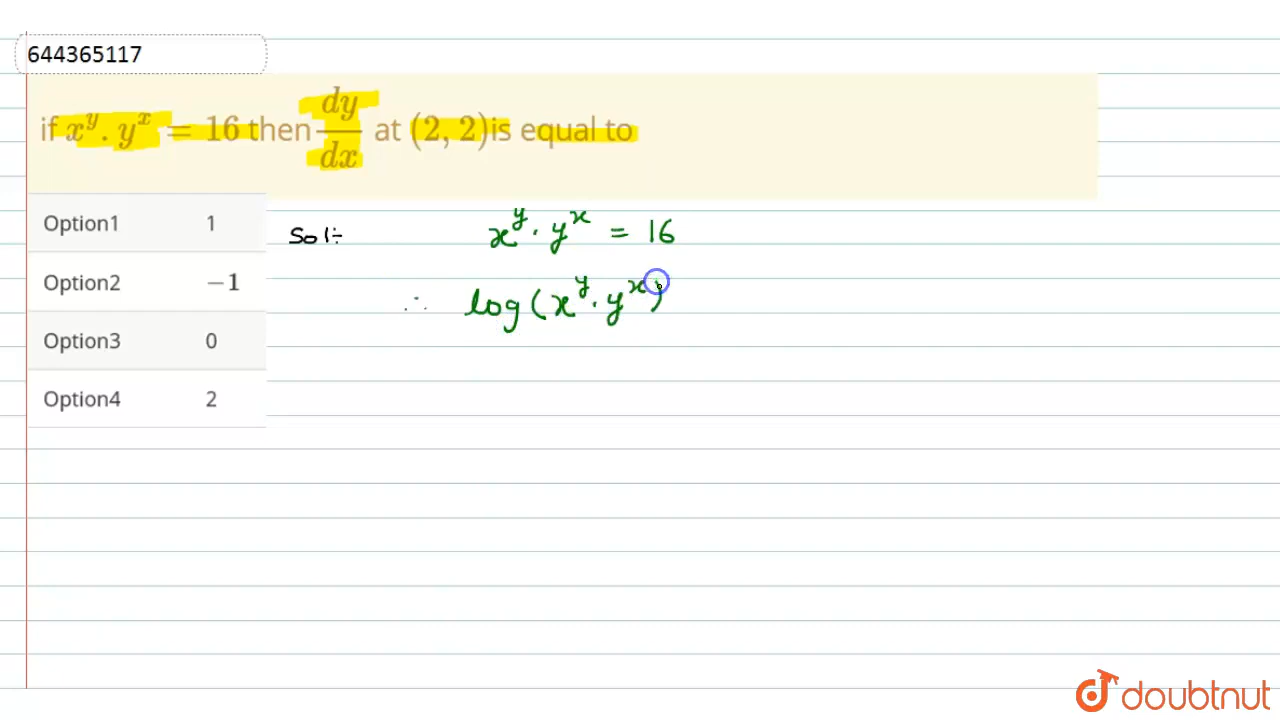 644365117
if x^y. y^x = 16 then dy/dx at (2, 2)is equal to
Option1 1
Option2 −1
Option3 0
Option4 2
Sol:- x^y . y^x = 16
∴ log(x^y . y^x)
doubtnut